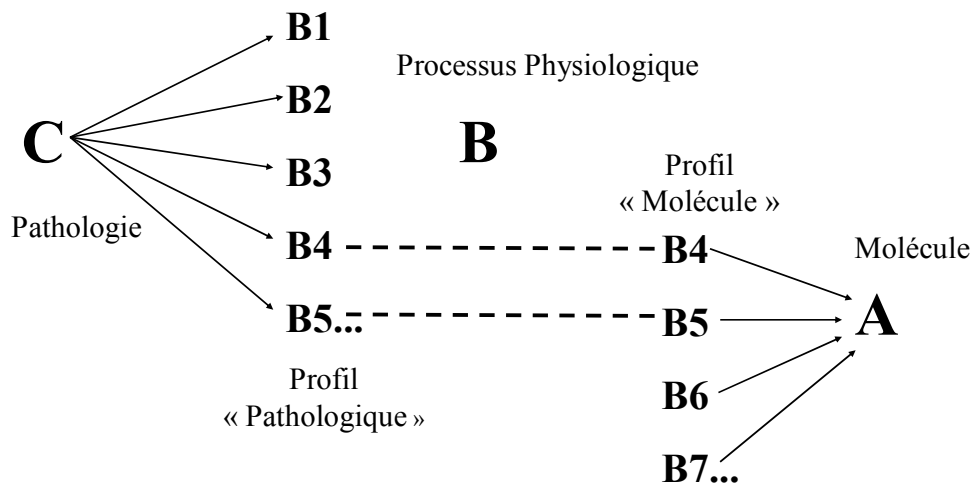 B1
Processus Physiologique
B2
C
B
B3
Profil
« Molécule »
Pathologie
B4
B4
Molécule
B5...
B5
A
Profil
« Pathologique »
B6
B7...